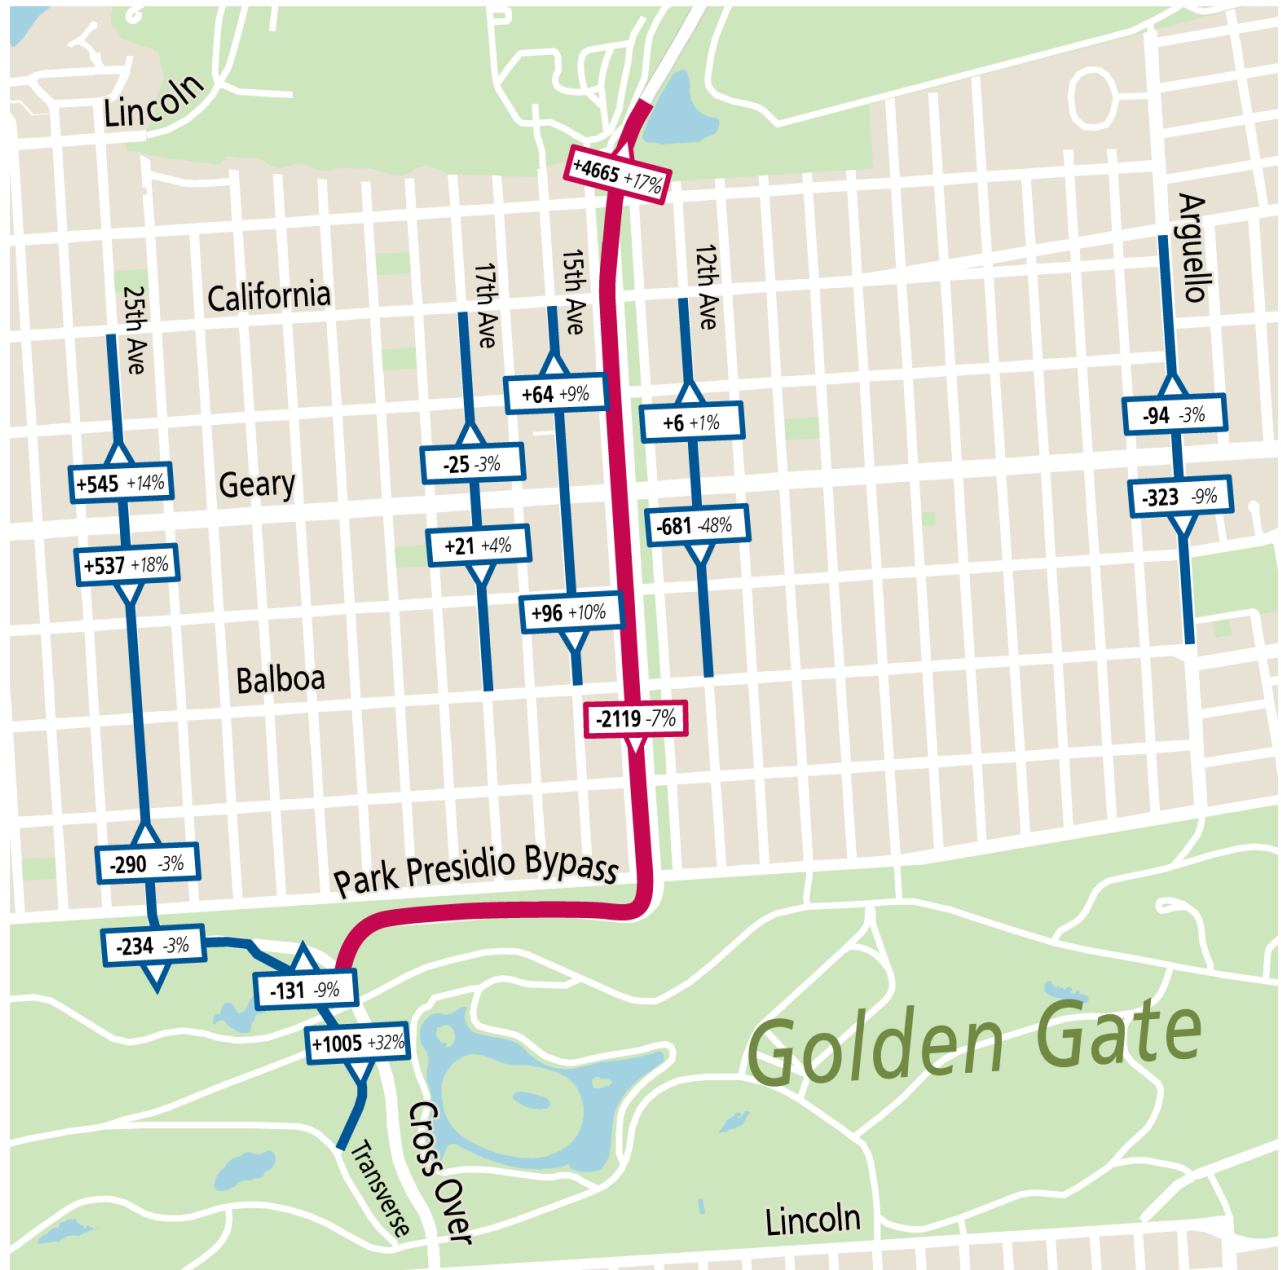 Lincoln
+4665 +17%
Arguello
12th Ave
15th Ave
17th Ave
California
25th Ave
+64 +9%
+6 +1%
-94 -3%
-25 -3%
+545 +14%
Geary
-323 -9%
-681 -48%
+21 +4%
+537 +18%
+96 +10%
Balboa
-2119 -7%
-290 -3%
Park Presidio Bypass
-234 -3%
-131 -9%
Golden Gate
+1005 +32%
Cross Over
Transverse
Lincoln